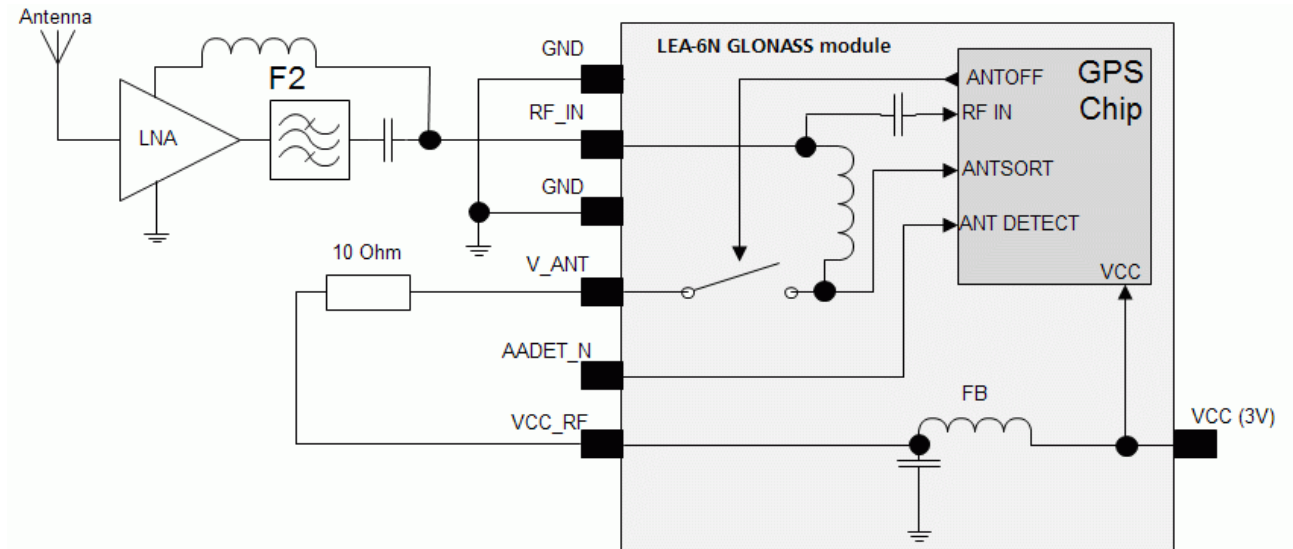 Antenna
LNA
F2
GND
RF_IN
GND
10 Ohm
V_ANT
AADET_N
VCC_RF
LEA-6N GLONASS module
GPS
Chip
ANTOFF
RF IN
ANTSORT
ANT DETECT
VCC
FB
VCC (3V)